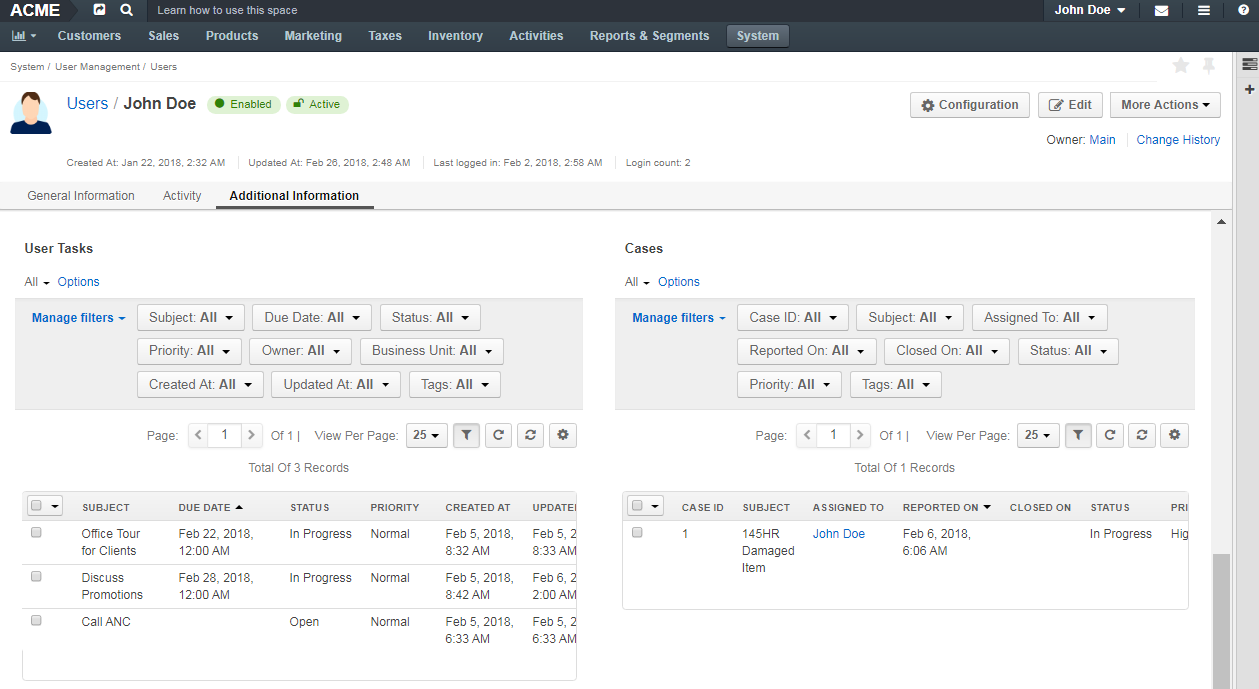 ACME Learn how to use this space John Doe
Customers Sales Products Marketing Taxes Inventory Activities Reports & Segments System
System / User Management / Users
Users / John Doe Enabled Active
Configuration Edit More Actions
Owner: Main Change History
Created At: Jan 22, 2018, 2:32 AM Updated At: Feb 26, 2018, 2:48 AM Last logged in: Feb 2, 2018, 2:58 AM Login count: 2
General Information Activity Additional Information
User Tasks
All Options
Manage filters Subject: All Due Date: All Status: All
Priority: All Owner: All Business Unit: All
Created At: All Updated At: All Tags: All
Page: 1 Of 1 | View Per Page: 25
Total Of 3 Records
SUBJECT DUE DATE STATUS PRIORITY CREATED AT UPDATE
Office Tour Feb 22, 2018, In Progress Normal Feb 5, 2018, Feb 5, 2
for Clients 12:00 AM 8:32 AM 8:33 AM
Discuss Feb 28, 2018, In Progress Normal Feb 5, 2018, Feb 6, 2
Promotions 12:00 AM 8:42 AM 2:00 AM
Call ANC Open Normal Feb 5, 2018, Feb 5, 2
6:33 AM 6:33 AM
Cases
All Options
Manage filters Case ID: All Subject: All Assigned To: All
Reported On: All Closed On: All Status: All
Priority: All Tags: All
Page: 1 Of 1 | View Per Page: 25
Total Of 1 Records
CASE ID SUBJECT ASSIGNED TO REPORTED ON CLOSED ON STATUS PRI
1 145HR John Doe Feb 6, 2018, In Progress Hig
Damaged 6:06 AM
Item